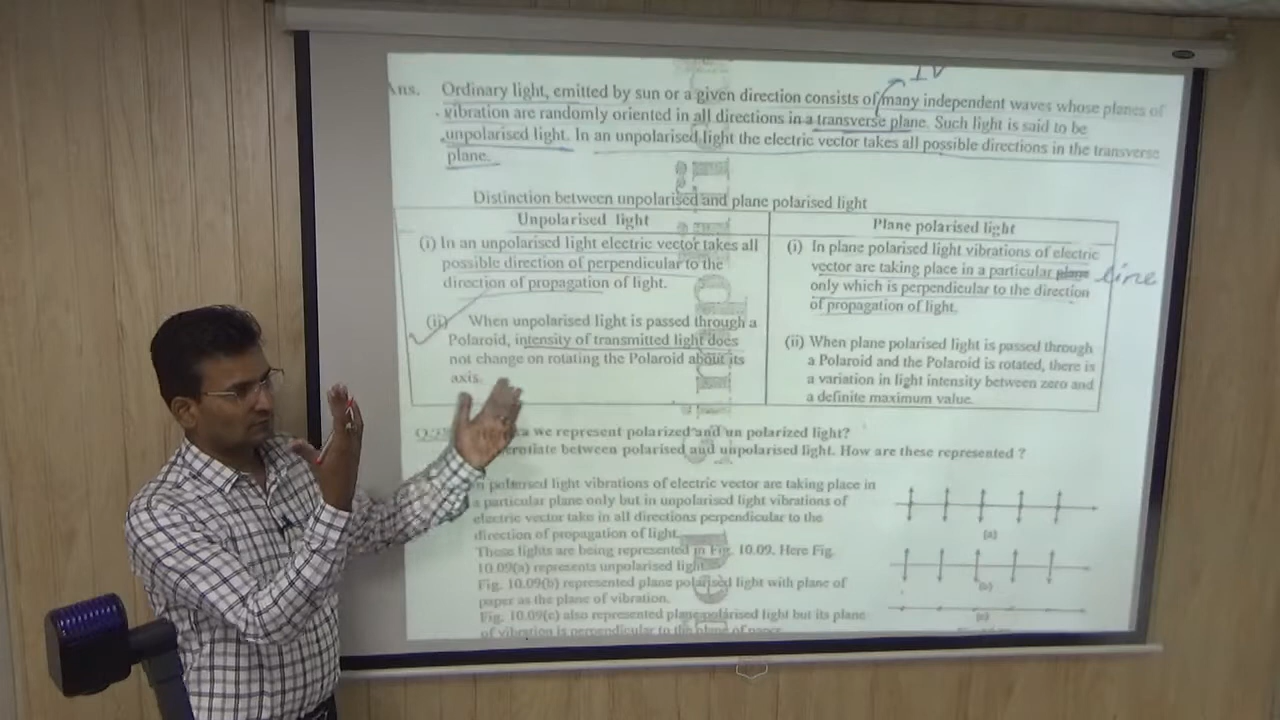 Ans. Ordinary light, emitted by sun or a given direction consists of many independent waves whose planes of
vibration are randomly oriented in all directions in a transverse plane. Such light is said to be
unpolarised light. In an unpolarised light the electric vector takes all possible directions in the transverse
plane.
Distinction between unpolarised and plane polarised light
Unpolarised light
(i) In an unpolarised light electric vector takes all
possible direction of perpendicular to the
direction of propagation of light.
(ii) When unpolarised light is passed through a
Polaroid, intensity of transmitted light does
not change on rotating the Polaroid about its
axis.
Plane polarised light
(i) In plane polarised light vibrations of electric
vector are taking place in a particular plane line
only which is perpendicular to the direction
of propagation of light.
(ii) When plane polarised light is passed through
a Polaroid and the Polaroid is rotated, there is
a variation in light intensity between zero and
a definite maximum value.
we represent polarized and un polarized light?
between polarised and unpolarised light. How are these represented ?
In polarised light vibrations of electric vector are taking place in
a particular plane only but in unpolarised light vibrations of
electric vector take in all directions perpendicular to the
direction of propagation of light.
These lights are being represented in Fig. 10.09. Here Fig.
10.09(a) represents unpolarised light.
Fig. 10.09(b) represented plane polarised light with plane of
paper as the plane of vibration.
Fig. 10.09(c) also represented plane polarised light but its plane
of vibration is perpendicular to the plane of paper
(a)
(b)
(c)